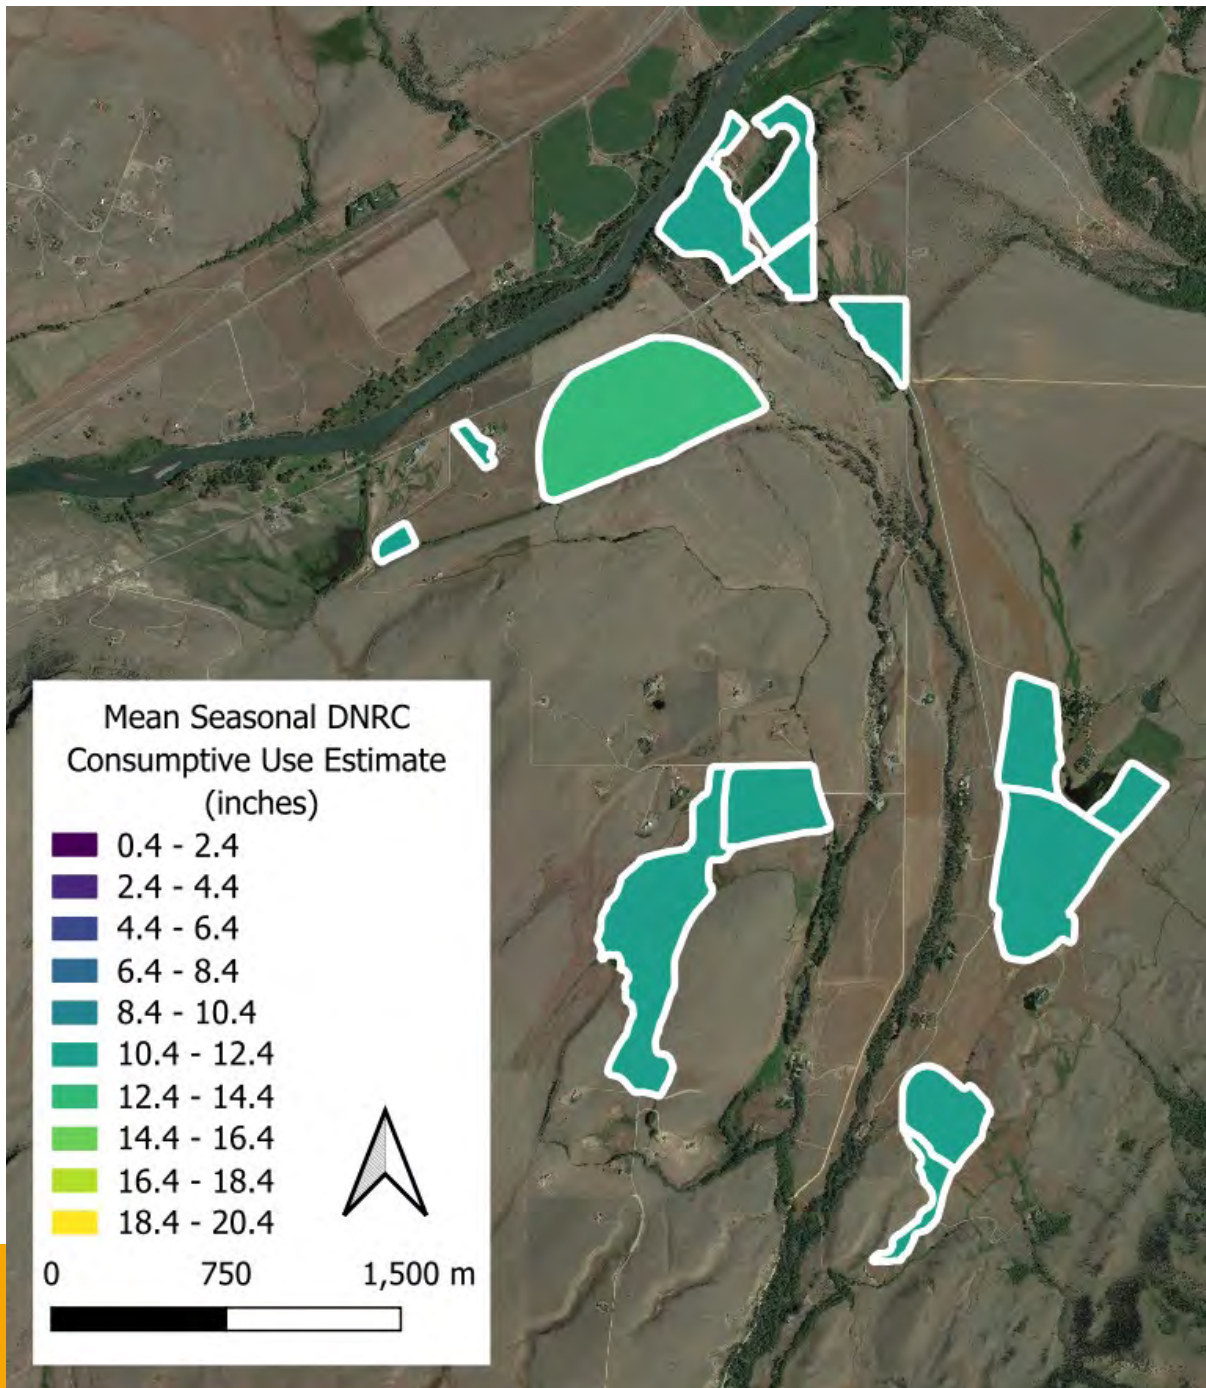 Mean Seasonal DNRC
Consumptive Use Estimate
(inches)
0.4 - 2.4
2.4 - 4.4
4.4 - 6.4
6.4 - 8.4
8.4 - 10.4
10.4 - 12.4
12.4 - 14.4
14.4 - 16.4
16.4 - 18.4
18.4 - 20.4
0 750 1,500 m